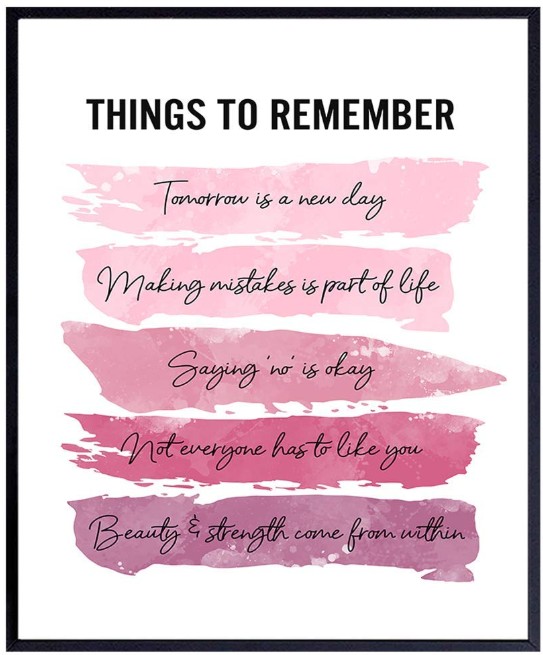 THINGS TO REMEMBER
Tomorrow is a new day
Making mistakes is part of life
Saying 'no' is okay
Not everyone has to like you
Beauty & strength come from within